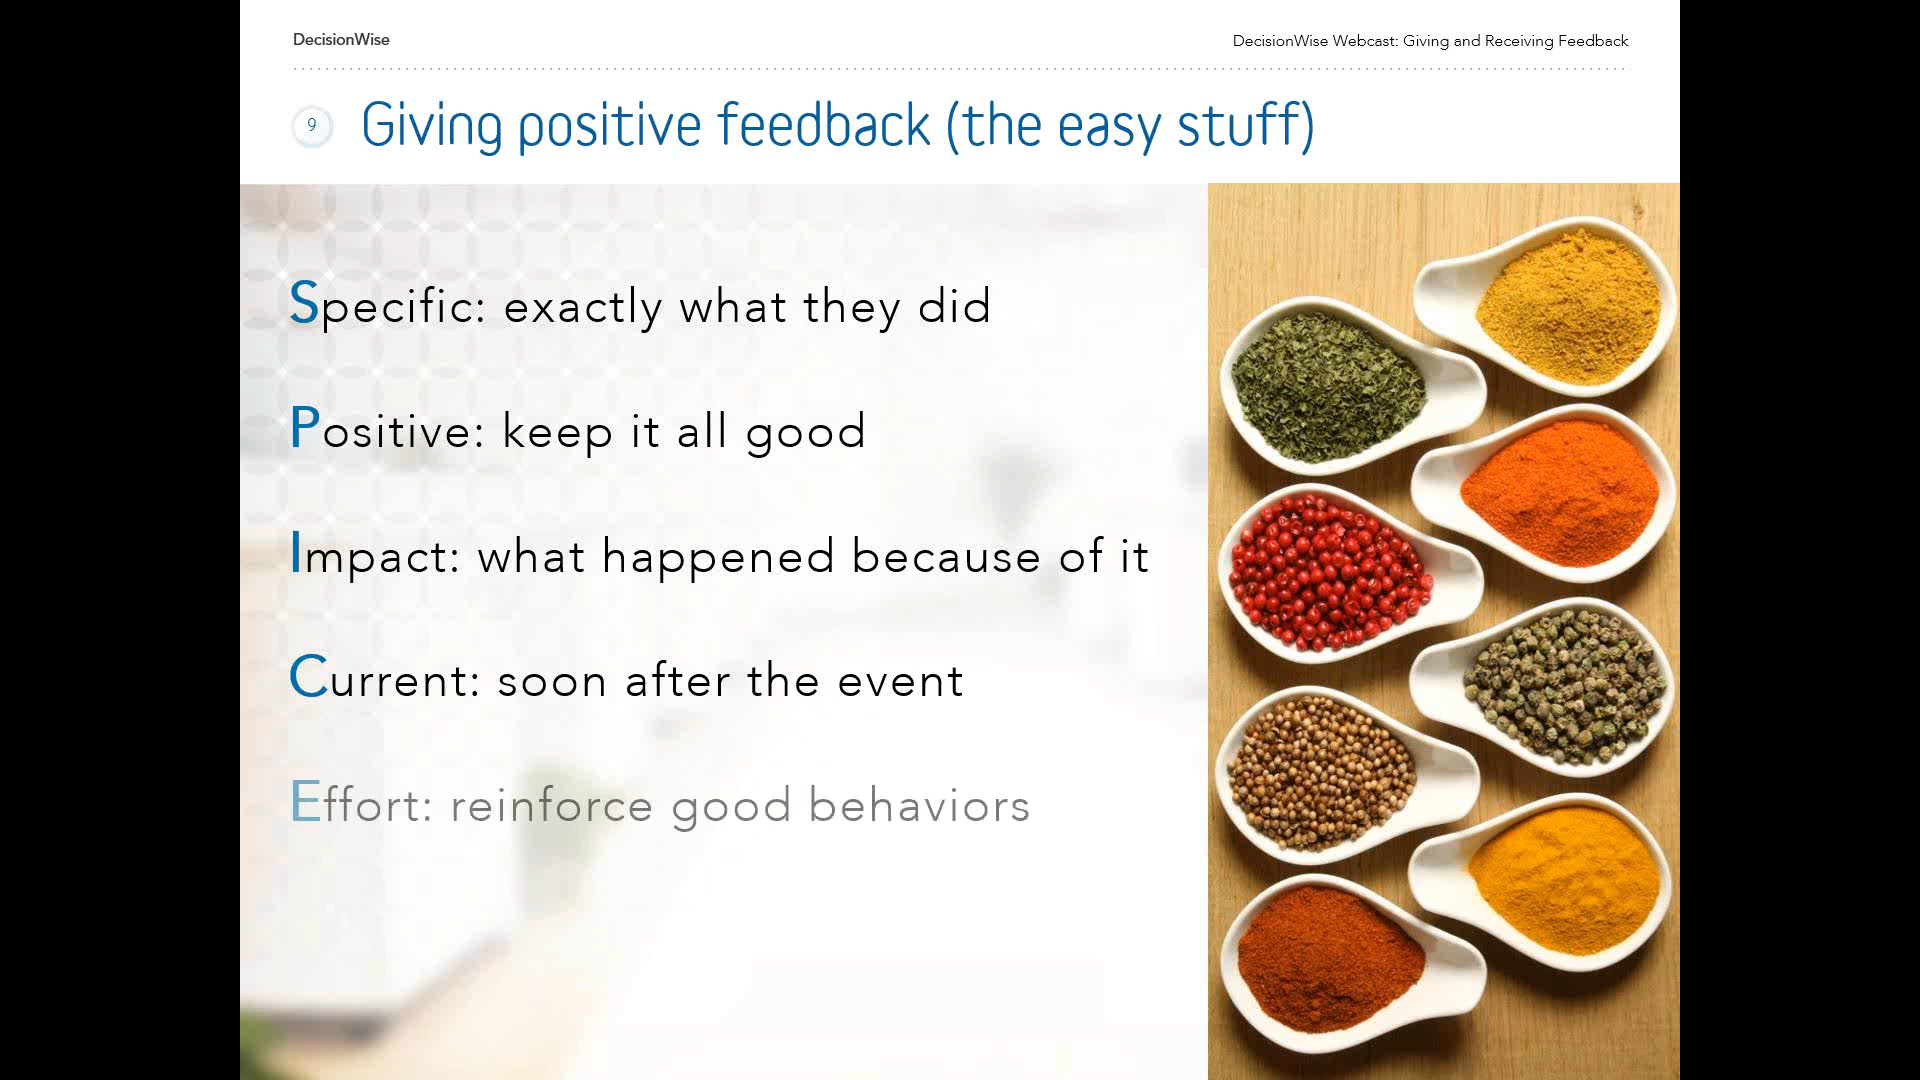 DecisionWise
DecisionWise Webcast: Giving and Receiving Feedback
9
Giving positive feedback (the easy stuff)
Specific: exactly what they did
Positive: keep it all good
Impact: what happened because of it
Current: soon after the event
Effort: reinforce good behaviors